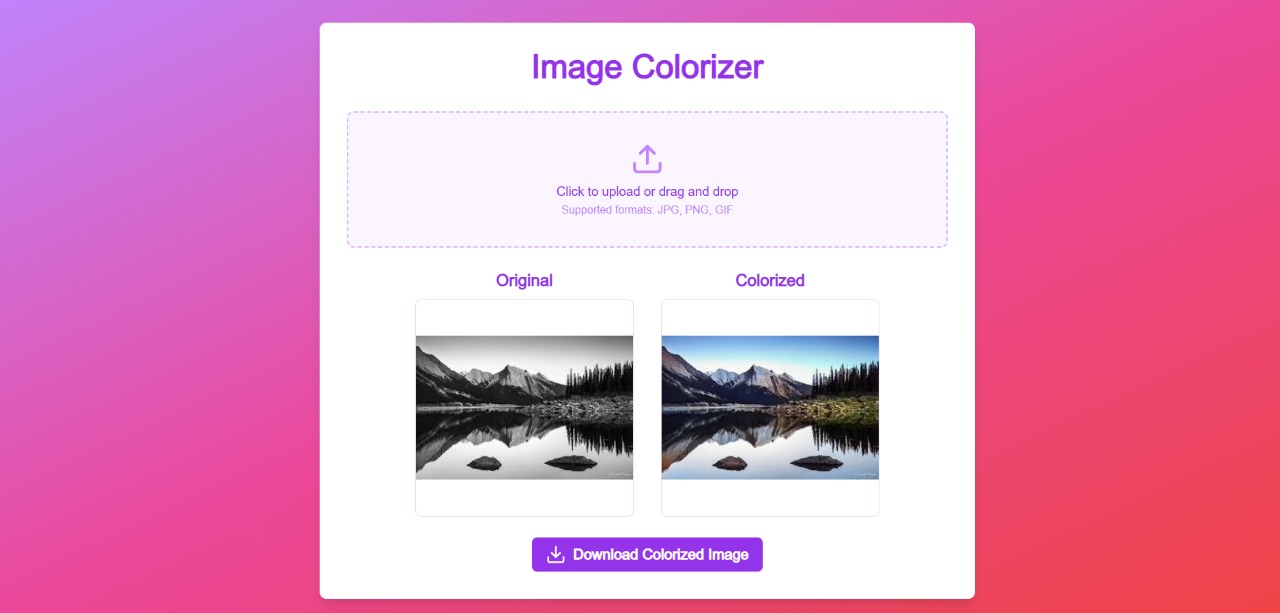 Image Colorizer
Click to upload or drag and drop
Supported formats: JPG, PNG, GIF
Original
Colorized
Download Colorized Image